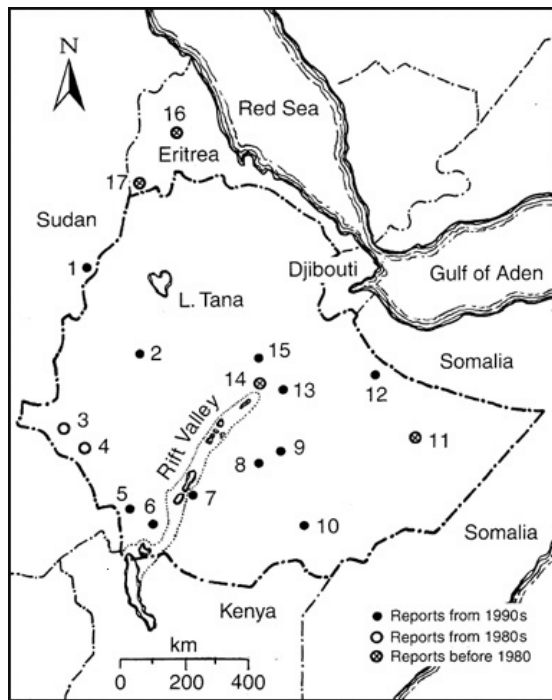 N
Red Sea
16
Eritrea
17
Sudan
1
Djibouti
Gulf of Aden
L. Tana
Somalia
2
15
14
13
12
3
4
Rift Valley
11
9
8
5
6
7
10
Somalia
Kenya
km
0 200 400
Reports from 1990s
Reports from 1980s
Reports before 1980